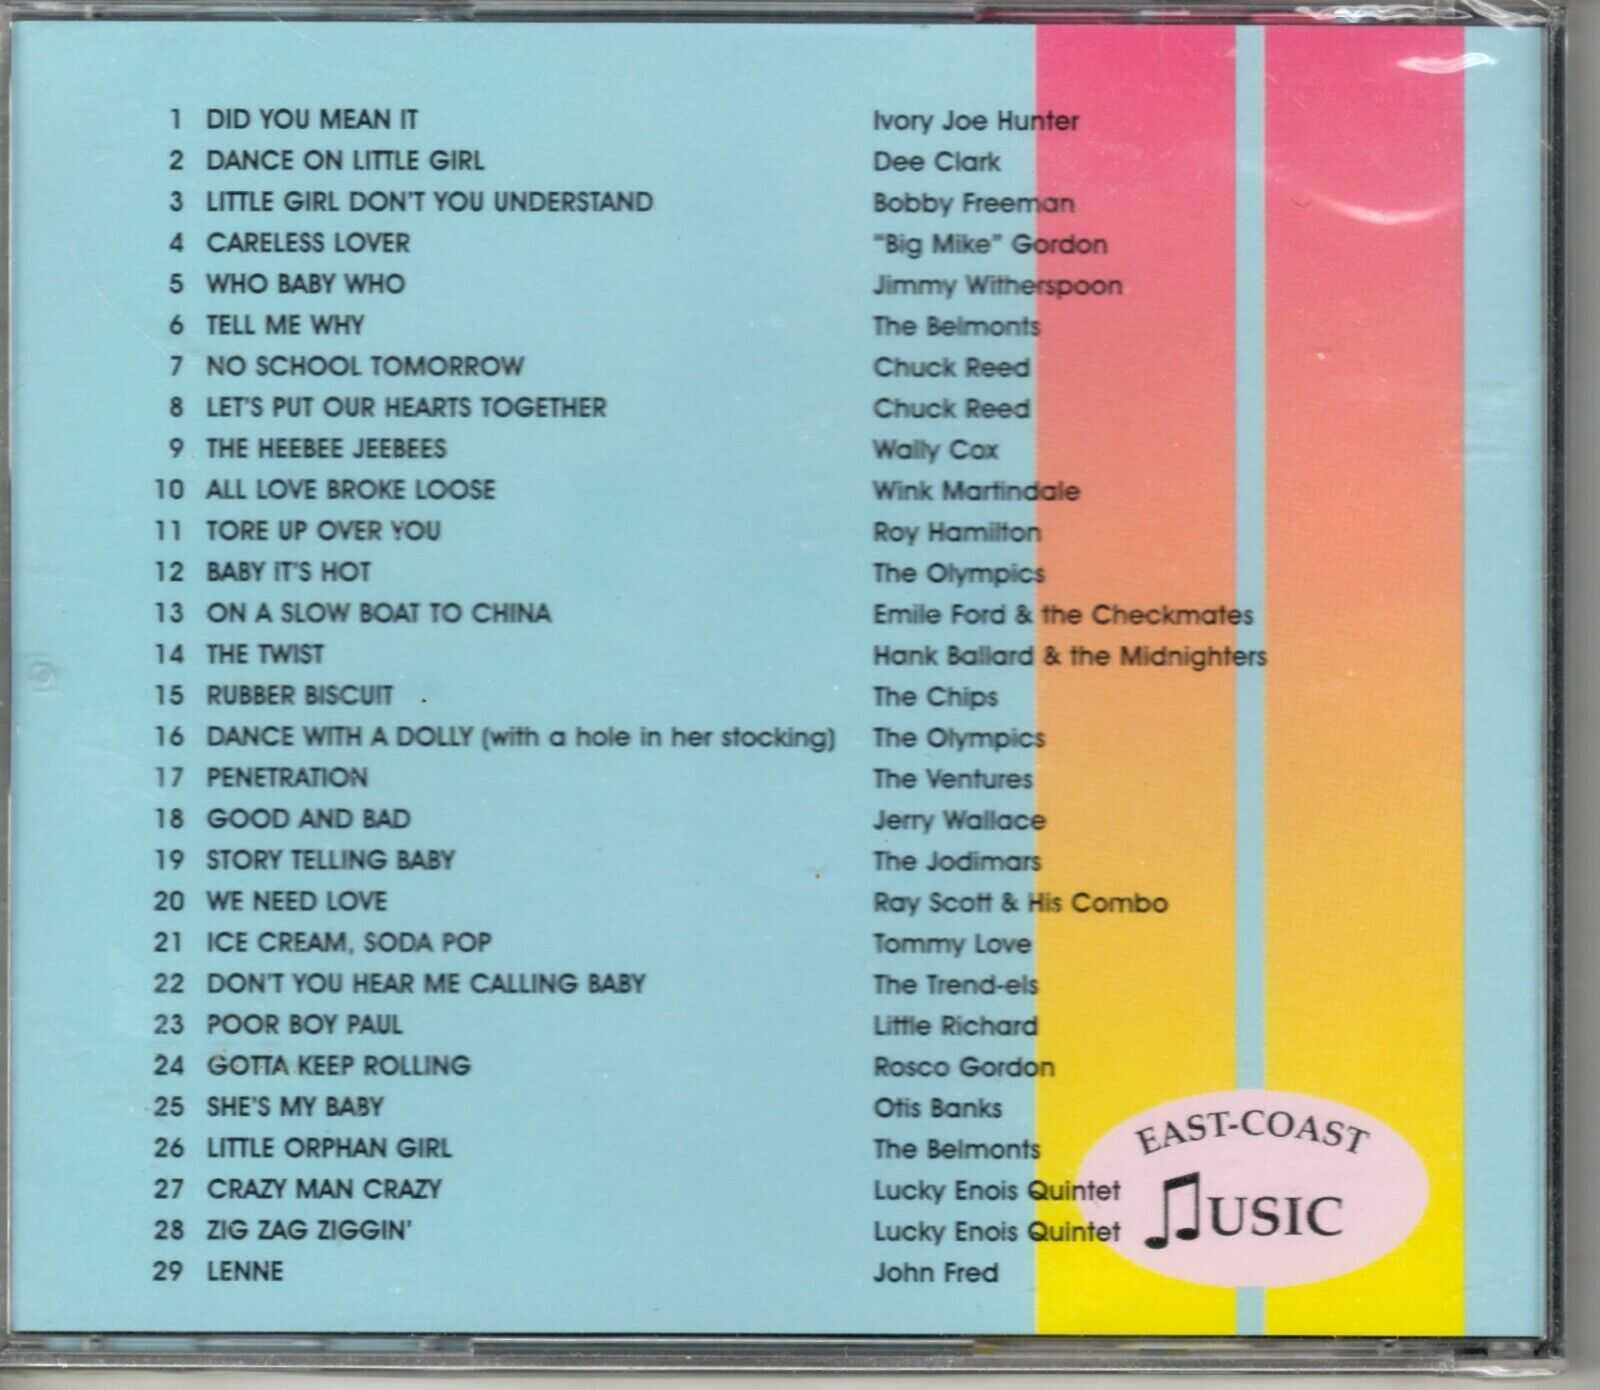 1 DID YOU MEAN IT Ivory Joe Hunter
2 DANCE ON LITTLE GIRL Dee Clark
3 LITTLE GIRL DON'T YOU UNDERSTAND Bobby Freeman
4 CARELESS LOVER "Big Mike" Gordon
5 WHO BABY WHO Jimmy Witherspoon
6 TELL ME WHY The Belmonts
7 NO SCHOOL TOMORROW Chuck Reed
8 LET'S PUT OUR HEARTS TOGETHER Chuck Reed
9 THE HEEBEE JEEBEES Wally Cox
10 ALL LOVE BROKE LOOSE Wink Martindale
11 TORE UP OVER YOU Roy Hamilton
12 BABY IT'S HOT The Olympics
13 ON A SLOW BOAT TO CHINA Emile Ford & the Checkmates
14 THE TWIST Hank Ballard & the Midnighters
15 RUBBER BISCUIT The Chips
16 DANCE WITH A DOLLY (with a hole in her stocking) The Olympics
17 PENETRATION The Ventures
18 GOOD AND BAD Jerry Wallace
19 STORY TELLING BABY The Jodimars
20 WE NEED LOVE Ray Scott & His Combo
21 ICE CREAM, SODA POP Tommy Love
22 DON'T YOU HEAR ME CALLING BABY The Trend-els
23 POOR BOY PAUL Little Richard
24 GOTTA KEEP ROLLING Rosco Gordon
25 SHE'S MY BABY Otis Banks
26 LITTLE ORPHAN GIRL The Belmonts
27 CRAZY MAN CRAZY Lucky Enois Quintet
28 ZIG ZAG ZIGGIN' Lucky Enois Quintet
29 LENNE John Fred
EAST-COAST
MUSIC